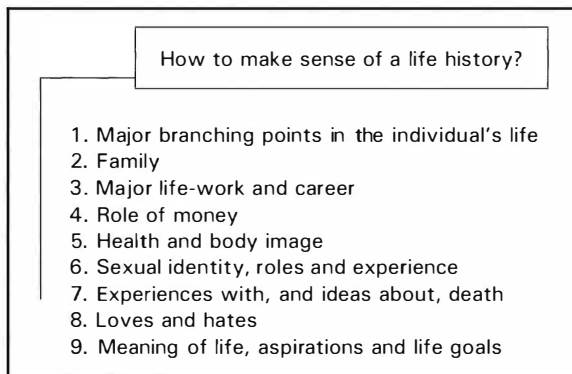 How to make sense of a life history?
1. Major branching points in the individual's life
2. Family
3. Major life-work and career
4. Role of money
5. Health and body image
6. Sexual identity, roles and experience
7. Experiences with, and ideas about, death
8. Loves and hates
9. Meaning of life, aspirations and life goals